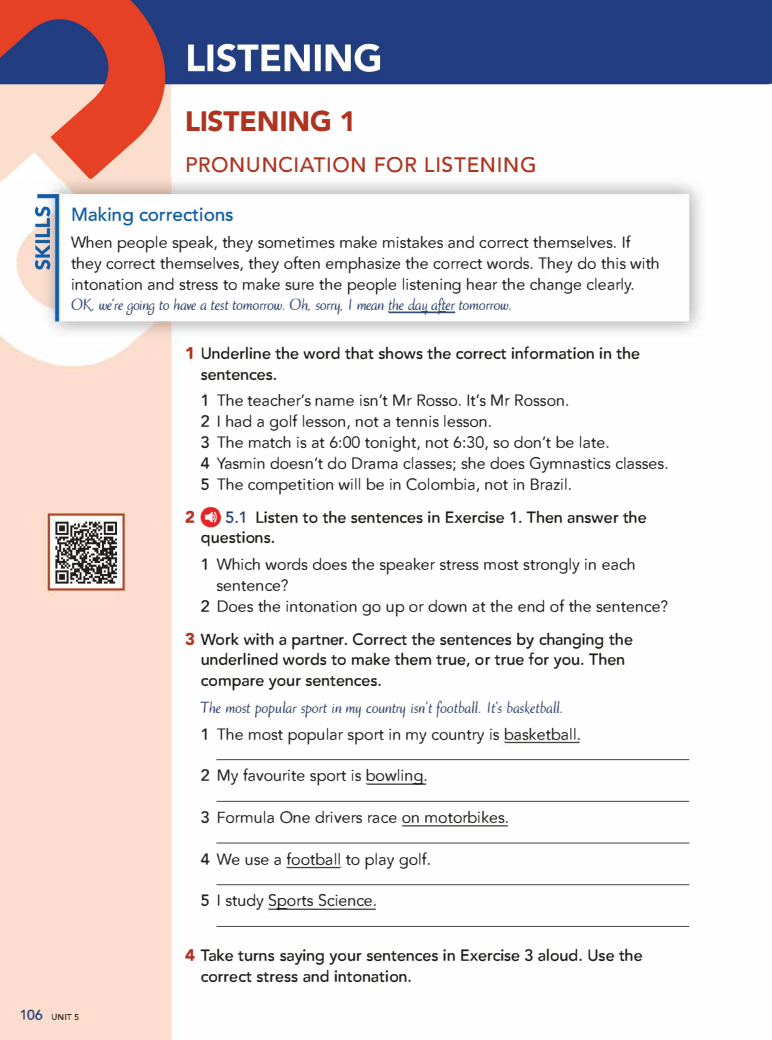 LISTENING
LISTENING 1
PRONUNCIATION FOR LISTENING
SKILLS
Making corrections
When people speak, they sometimes make mistakes and correct themselves. If
they correct themselves, they often emphasize the correct words. They do this with
intonation and stress to make sure the people listening hear the change clearly.
OK, we're going to have a test tomorrow. Oh, sorry, I mean the day after tomorrow.
1 Underline the word that shows the correct information in the
sentences.
1 The teacher's name isn't Mr Rosso. It's Mr Rosson.
2 I had a golf lesson, not a tennis lesson.
3 The match is at 6:00 tonight, not 6:30, so don't be late.
4 Yasmin doesn't do Drama classes; she does Gymnastics classes.
5 The competition will be in Colombia, not in Brazil.
2 5.1 Listen to the sentences in Exercise 1. Then answer the
questions.
1 Which words does the speaker stress most strongly in each
sentence?
2 Does the intonation go up or down at the end of the sentence?
3 Work with a partner. Correct the sentences by changing the
underlined words to make them true, or true for you. Then
compare your sentences.
The most popular sport in my country isn't football. It's basketball.
1 The most popular sport in my country is basketball.
2 My favourite sport is bowling.
3 Formula One drivers race on motorbikes.
4 We use a football to play golf.
5 I study Sports Science.
4 Take turns saying your sentences in Exercise 3 aloud. Use the
correct stress and intonation.
106 UNIT 5